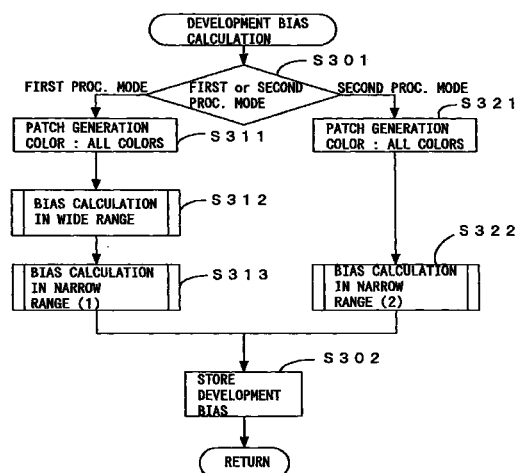 DEVELOPMENT BIAS
CALCULATION
S301
FIRST PROC. MODE
FIRST or SECOND
PROC. MODE
SECOND PROC. MODE
S321
PATCH GENERATION
COLOR : ALL COLORS
S311
PATCH GENERATION
COLOR : ALL COLORS
BIAS CALCULATION
IN WIDE RANGE
S312
S322
BIAS CALCULATION
IN NARROW
RANGE (1)
S313
BIAS CALCULATION
IN NARROW
RANGE (2)
S302
STORE
DEVELOPMENT
BIAS
RETURN